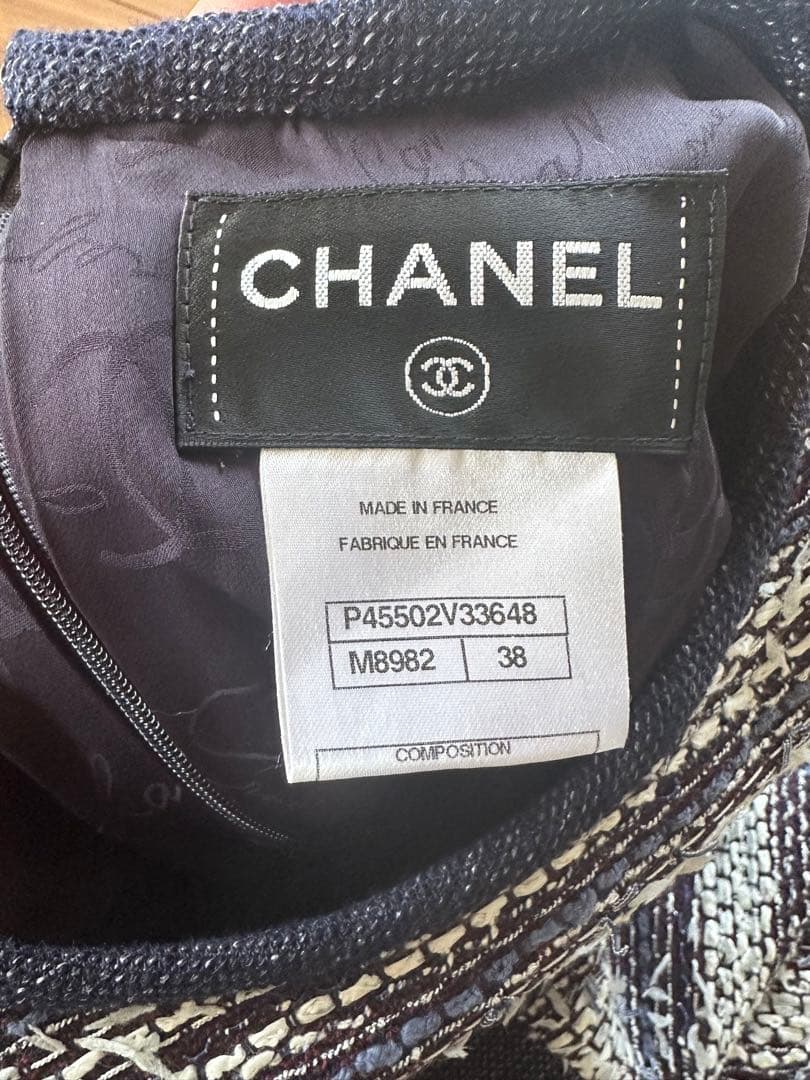 CHANEL
MADE IN FRANCE
FABRIQUE EN FRANCE
P45502V33648
M8982 38
COMPOSITION